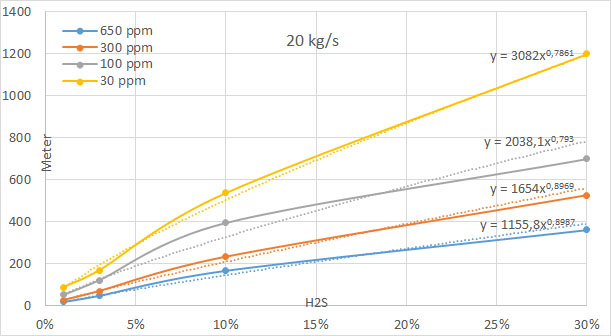 1400
1200
1000
800
600
400
200
0
Meter
20 kg/s
650 ppm
300 ppm
100 ppm
30 ppm
y = 3082x^0,7861
y = 2038,1x^0,793
y = 1654x^0,8969
y = 1155,8x^0,8987
0% 5% 10% 15% 20% 25% 30%
H2S